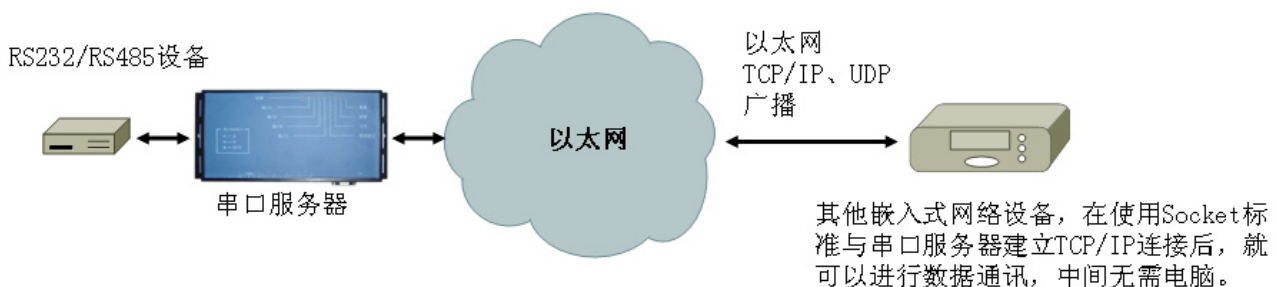 RS232/RS485设备
串口服务器
以太网
以太网
TCP/IP、UDP
广播
其他嵌入式网络设备，在使用Socket标
准与串口服务器建立TCP/IP连接后，就
可以进行数据通讯，中间无需电脑。